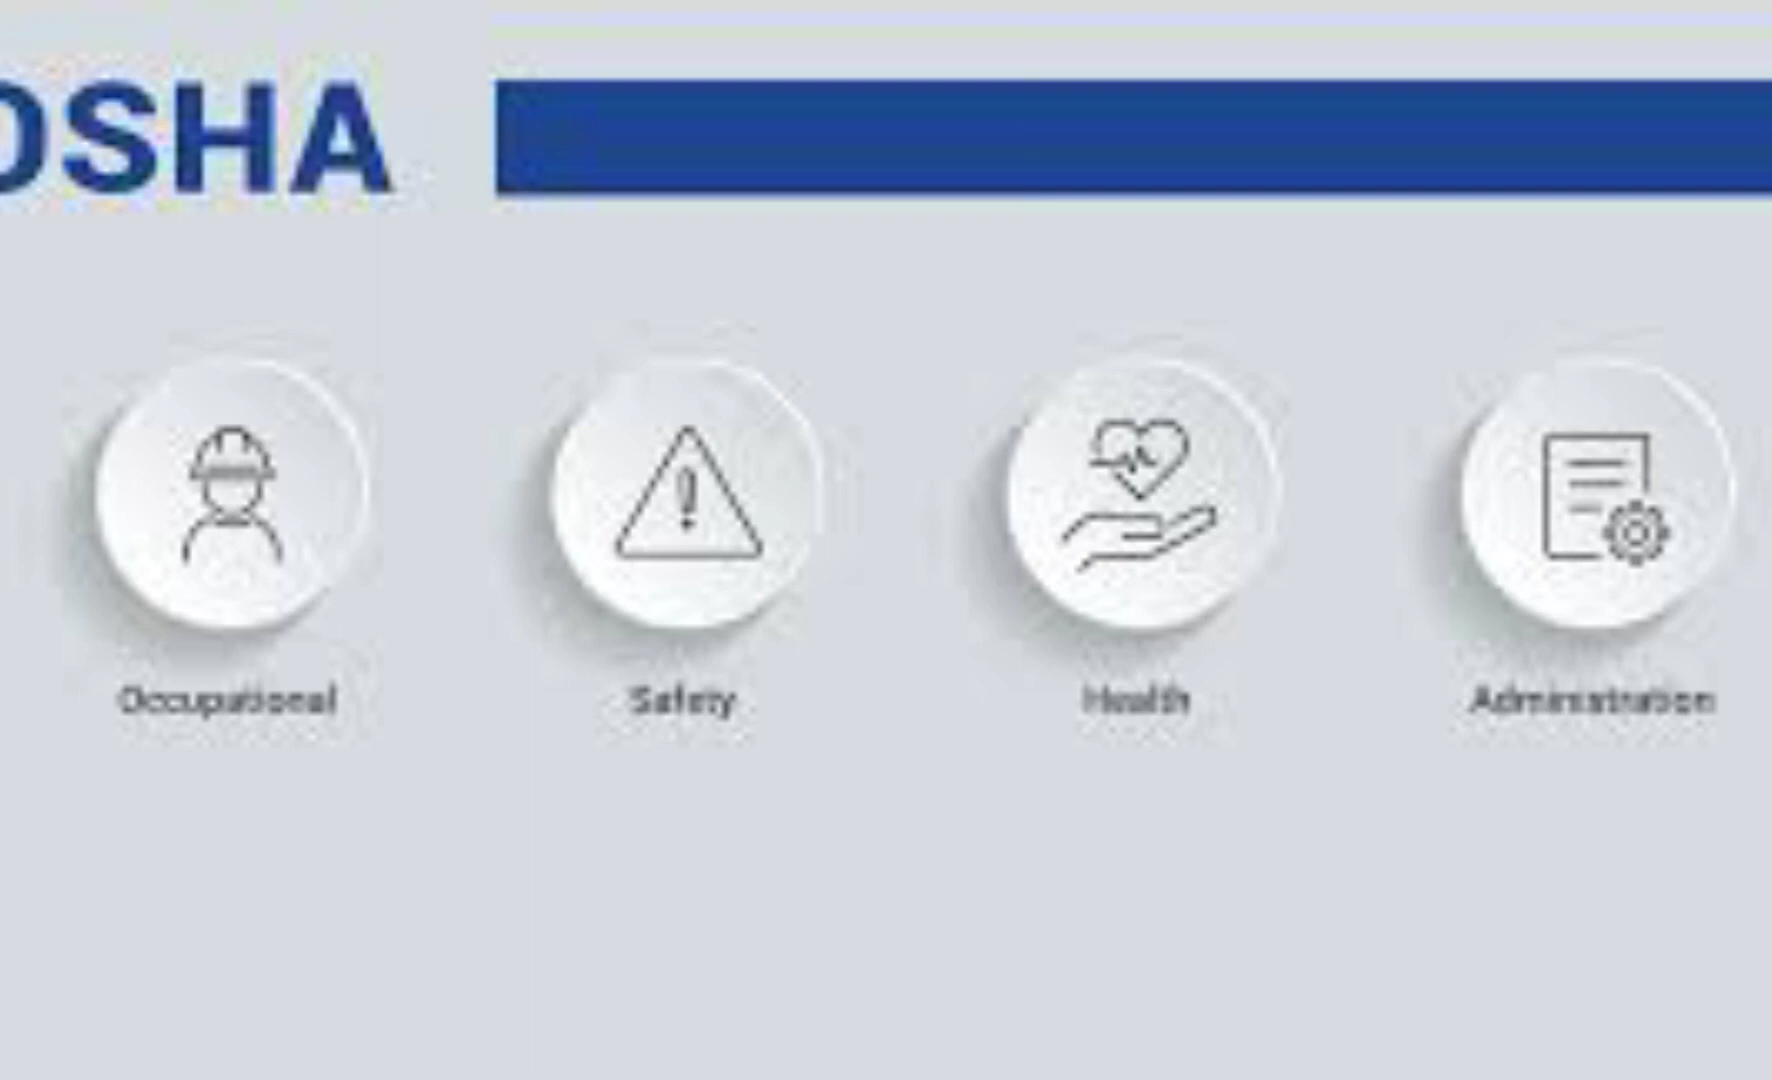 OSHA
Occupational
Safety
Health
Administration